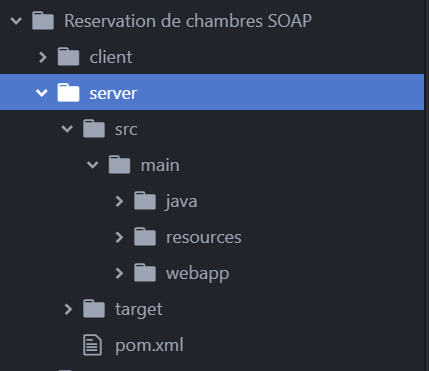 Reservation de chambres SOAP
client
server
src
main
java
resources
webapp
target
pom.xml